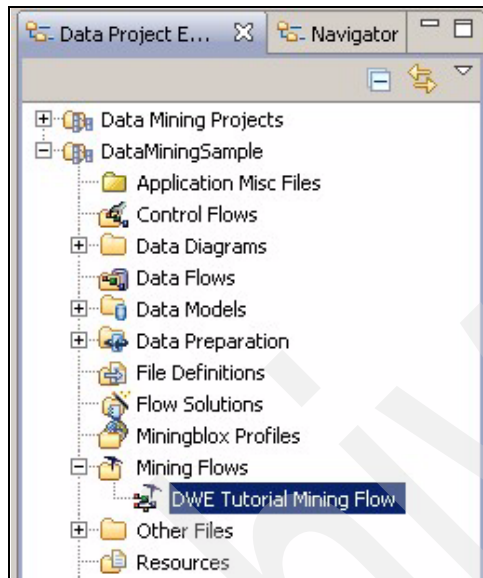 Data Project E... Navigator
Data Mining Projects
DataMiningSample
Application Misc Files
Control Flows
Data Diagrams
Data Flows
Data Models
Data Preparation
File Definitions
Flow Solutions
Miningblox Profiles
Mining Flows
DWE Tutorial Mining Flow
Other Files
Resources